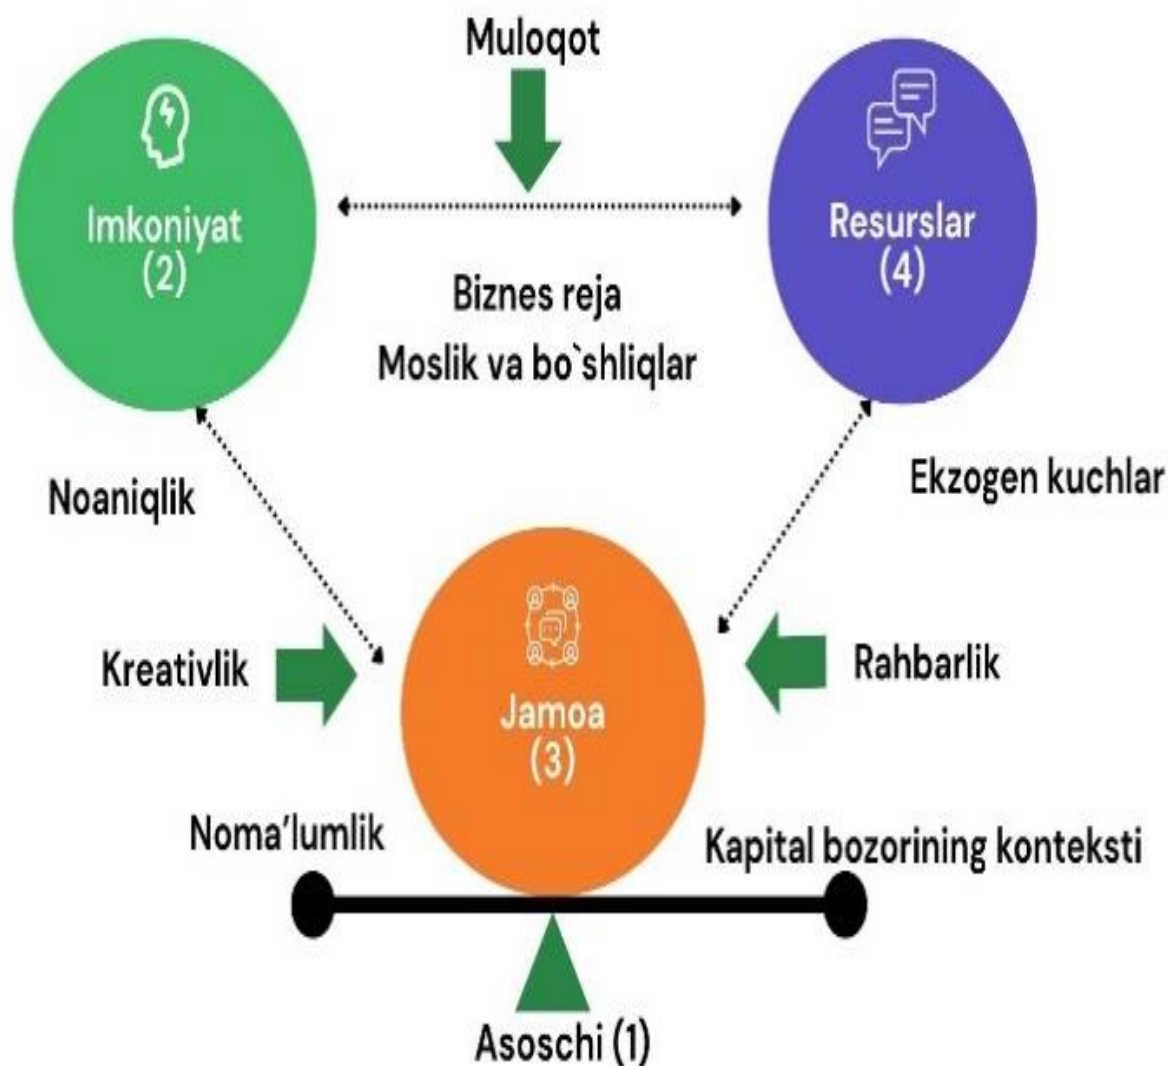 Muloqot
Imkoniyat
(2)
Resurslar
(4)
Biznes reja
Moslik va bo`shliqlar
Noaniqlik
Ekzogen kuchlar
Kreativlik
Rahbarlik
Jamoa
(3)
Noma’lumlik
Kapital bozorining konteksti
Asoschi (1)